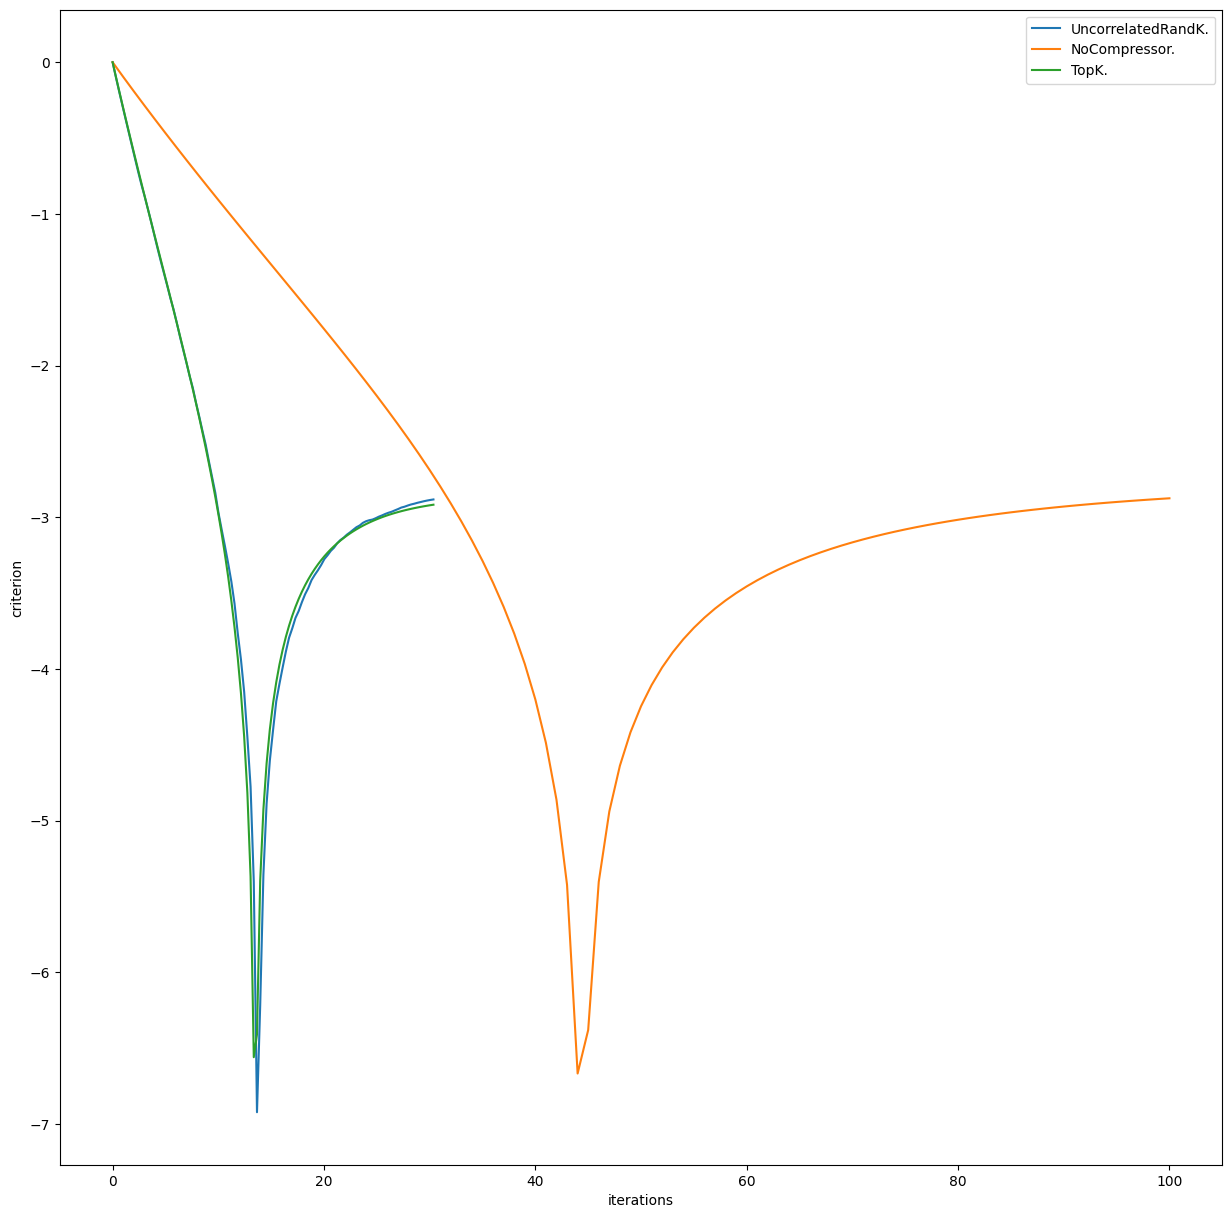 UncorrelatedRandK.
NoCompressor.
TopK.
0
−1
−2
−3
−4
−5
−6
−7
criterion
0 20 40 60 80 100
iterations